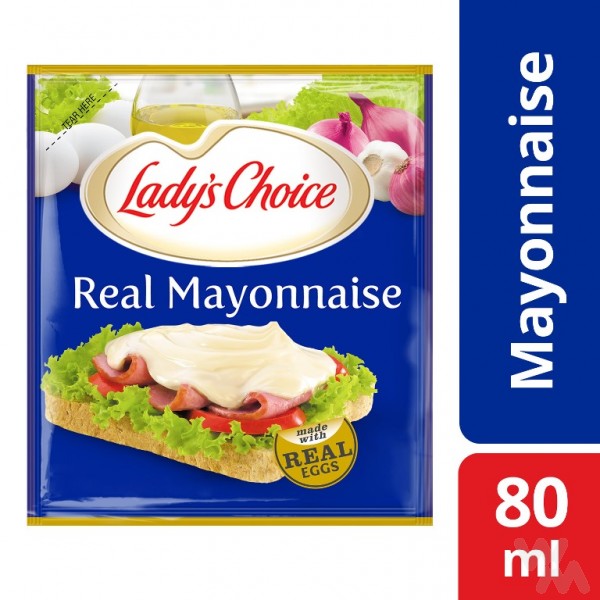 TEAR HERE
Lady's Choice
Real Mayonnaise
made
with
REAL
EGGS
Mayonnaise
80
ml